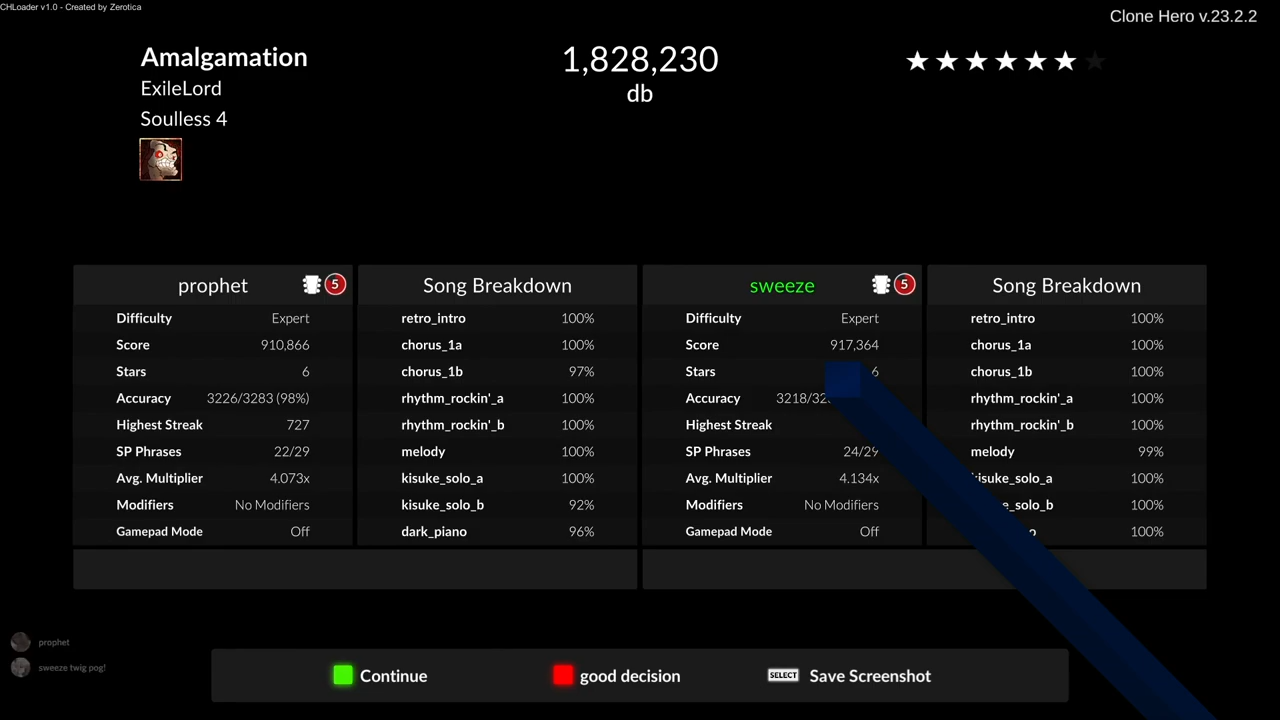 CHLoader v1.0 - Created by Zerotica
Clone Hero v.23.2.2
Amalgamation
ExileLord
Soulless 4
1,828,230
db
prophet 5
Difficulty Expert
Score 910,866
Stars 6
Accuracy 3226/3283 (98%)
Highest Streak 727
SP Phrases 22/29
Avg. Multiplier 4.073x
Modifiers No Modifiers
Gamepad Mode Off
Song Breakdown
retro_intro 100%
chorus_1a 100%
chorus_1b 97%
rhythm_rockin'_a 100%
rhythm_rockin'_b 100%
melody 100%
kisuke_solo_a 100%
kisuke_solo_b 92%
dark_piano 96%
sweeze 5
Difficulty Expert
Score 917,364
Stars 6
Accuracy 3218/
Highest Streak
SP Phrases 24/29
Avg. Multiplier 4.134x
Modifiers No Modifiers
Gamepad Mode Off
Song Breakdown
retro_intro 100%
chorus_1a 100%
chorus_1b 100%
rhythm_rockin'_a 100%
rhythm_rockin'_b 100%
melody 99%
kisuke_solo_a 100%
_solo_b 100%
100%
prophet
sweeze twig pog!
Continue
good decision
SELECT Save Screenshot